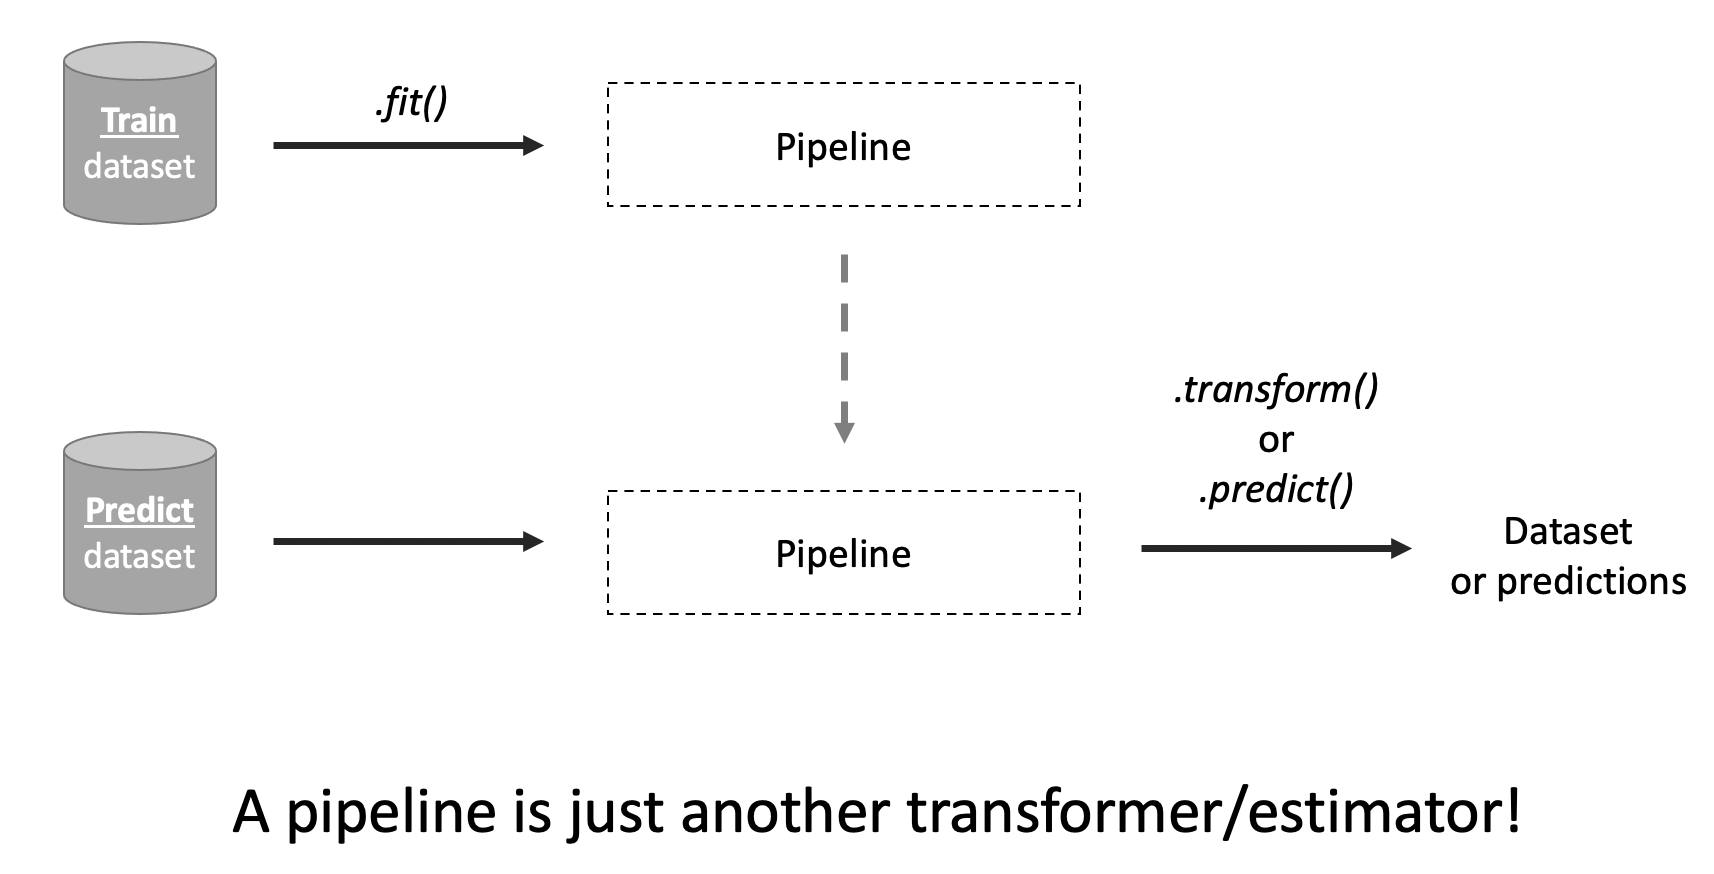 Train
dataset
.fit()
Pipeline
.transform()
or
.predict()
Predict
dataset
Pipeline
Dataset
or predictions
A pipeline is just another transformer/estimator!